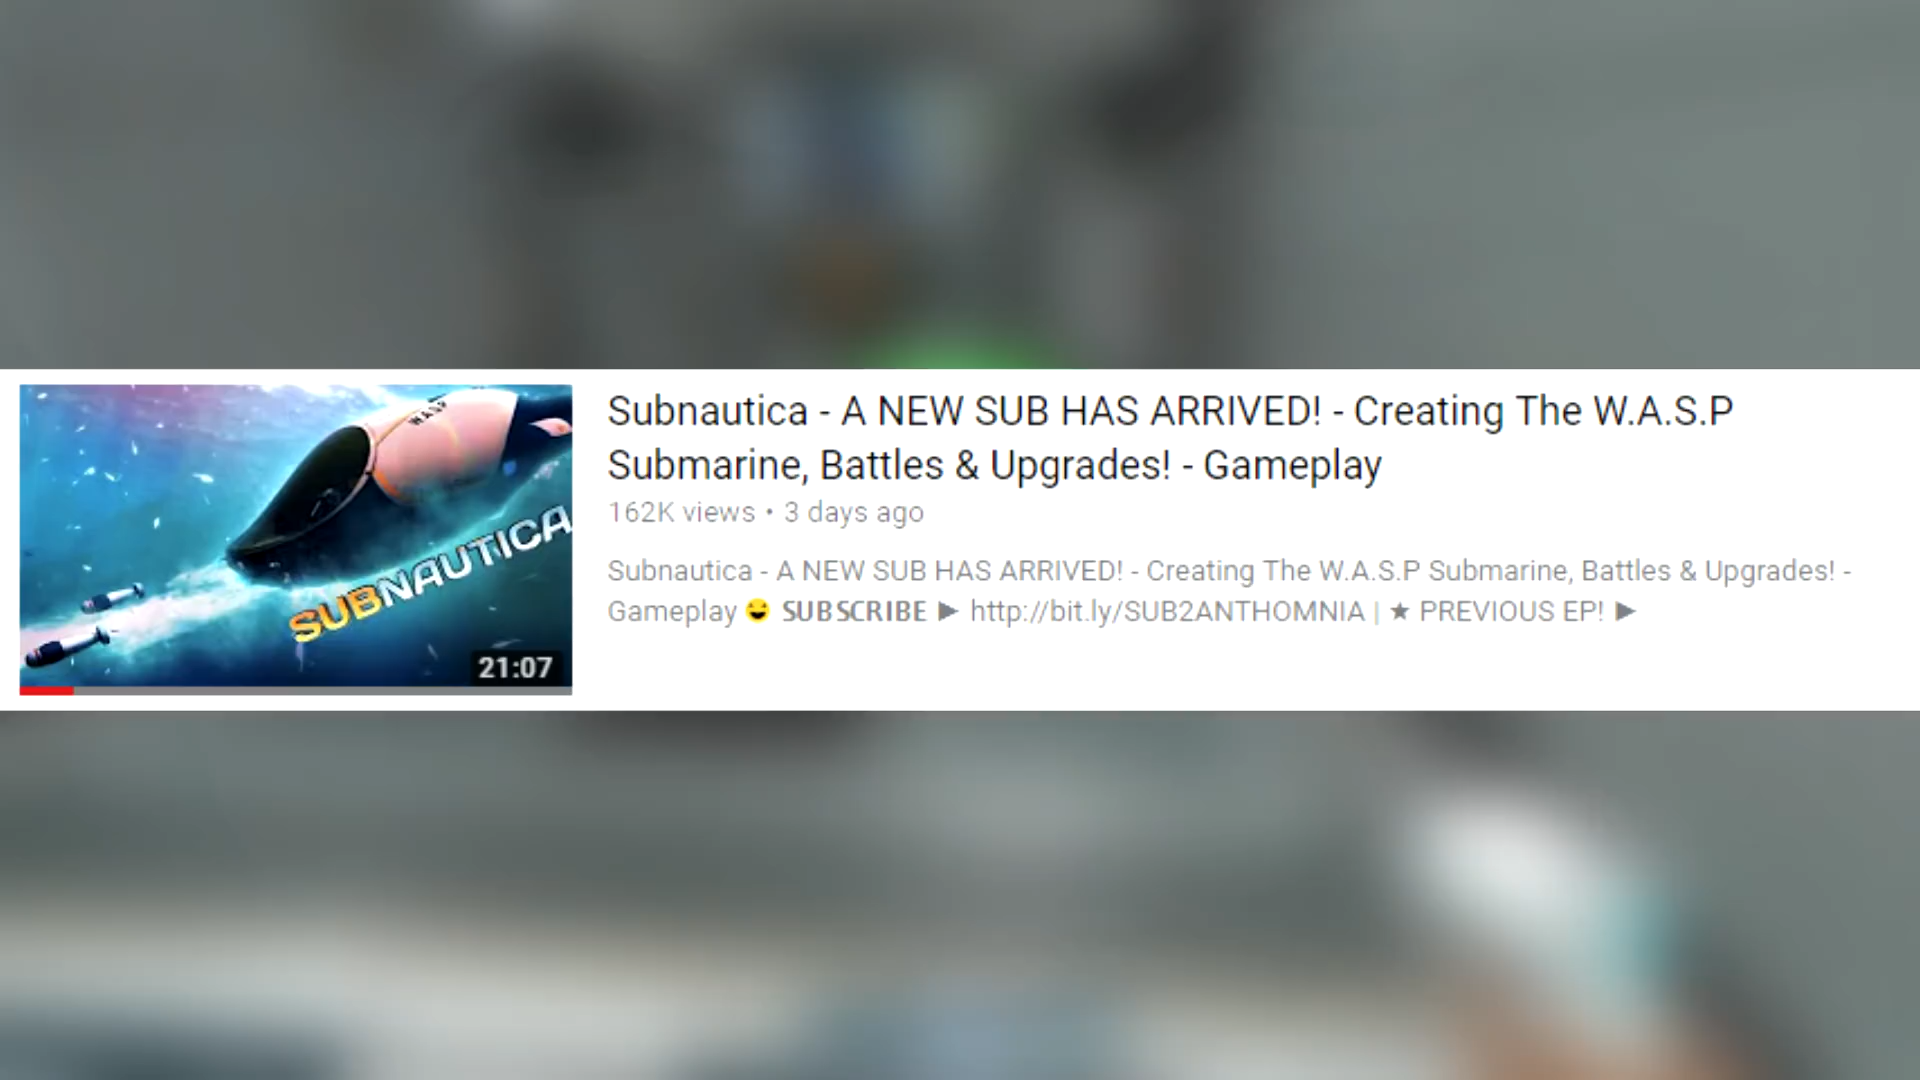 Subnautica - A NEW SUB HAS ARRIVED! - Creating The W.A.S.P
Submarine, Battles & Upgrades! - Gameplay
162K views • 3 days ago
Subnautica - A NEW SUB HAS ARRIVED! - Creating The W.A.S.P Submarine, Battles & Upgrades! -
Gameplay 😄 SUBSCRIBE ► http://bit.ly/SUB2ANTHOMNIA | ★ PREVIOUS EP! ►
WASP
SUBNAUTICA
21:07